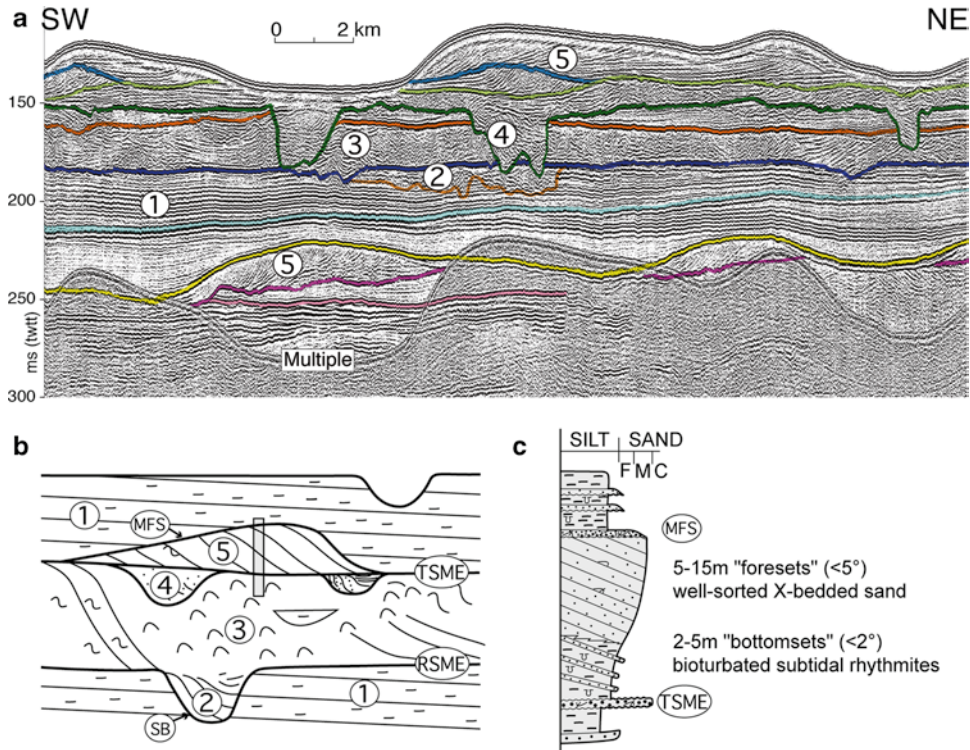 a SW
NE
0 2 km
5
150
4
3
2
200
1
5
250
Multiple
ms (twtt)
300
b
c
SILT SAND
F M C
1
MFS
MFS
5
5-15m "foresets" (<5°)
well-sorted X-bedded sand
TSME
4
3
2-5m "bottomsets" (<2°)
bioturbated subtidal rhythmites
RSME
1
2
TSME
SB